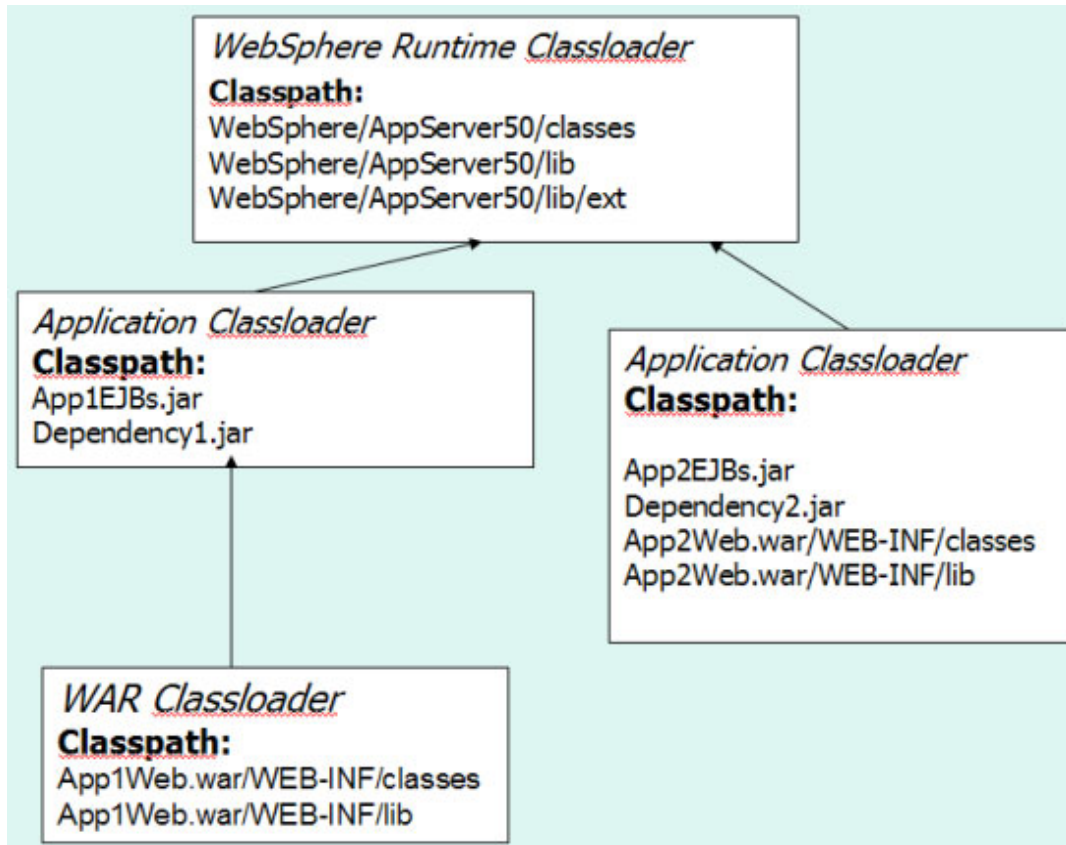 WebSphere Runtime Classloader
Classpath:
WebSphere/AppServer50/classes
WebSphere/AppServer50/lib
WebSphere/AppServer50/lib/ext
Application Classloader
Classpath:
App1EJBs.jar
Dependency1.jar
Application Classloader
Classpath:
App2EJBs.jar
Dependency2.jar
App2Web.war/WEB-INF/classes
App2Web.war/WEB-INF/lib
WAR Classloader
Classpath:
App1Web.war/WEB-INF/classes
App1Web.war/WEB-INF/lib